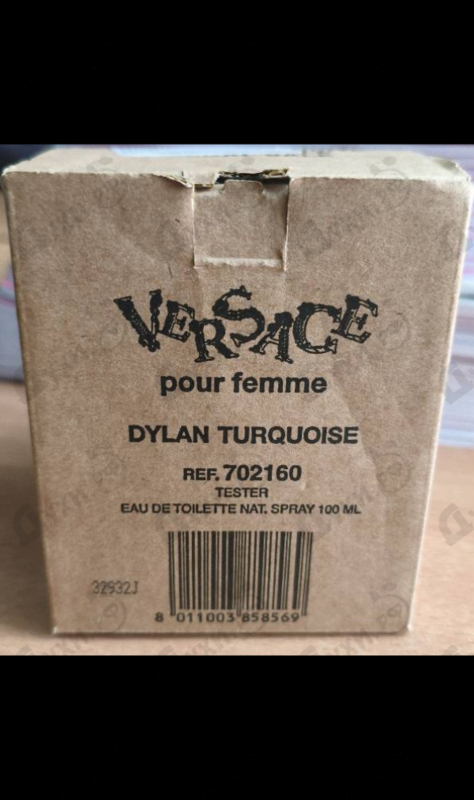 VERSACE
pour femme
DYLAN TURQUOISE
REF. 702160
TESTER
EAU DE TOILETTE NAT. SPRAY 100 ML
32932J
8 011003 858569